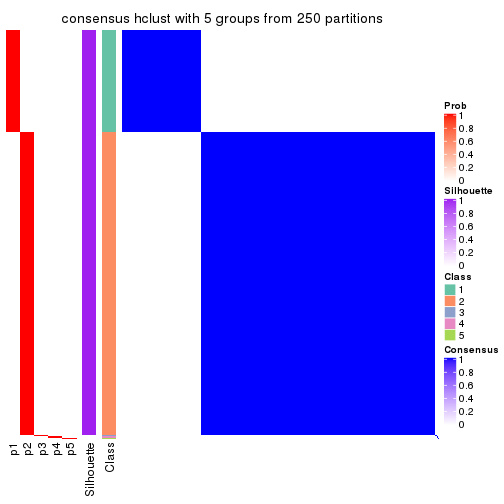 consensus hclust with 5 groups from 250 partitions
Prob
1
0.8
0.6
0.4
0.2
0
Silhouette
1
0.8
0.6
0.4
0.2
0
Class
1
2
3
4
5
Consensus
1
0.8
0.6
0.4
0.2
0
p1
p2
p3
p4
p5
Silhouette
Class